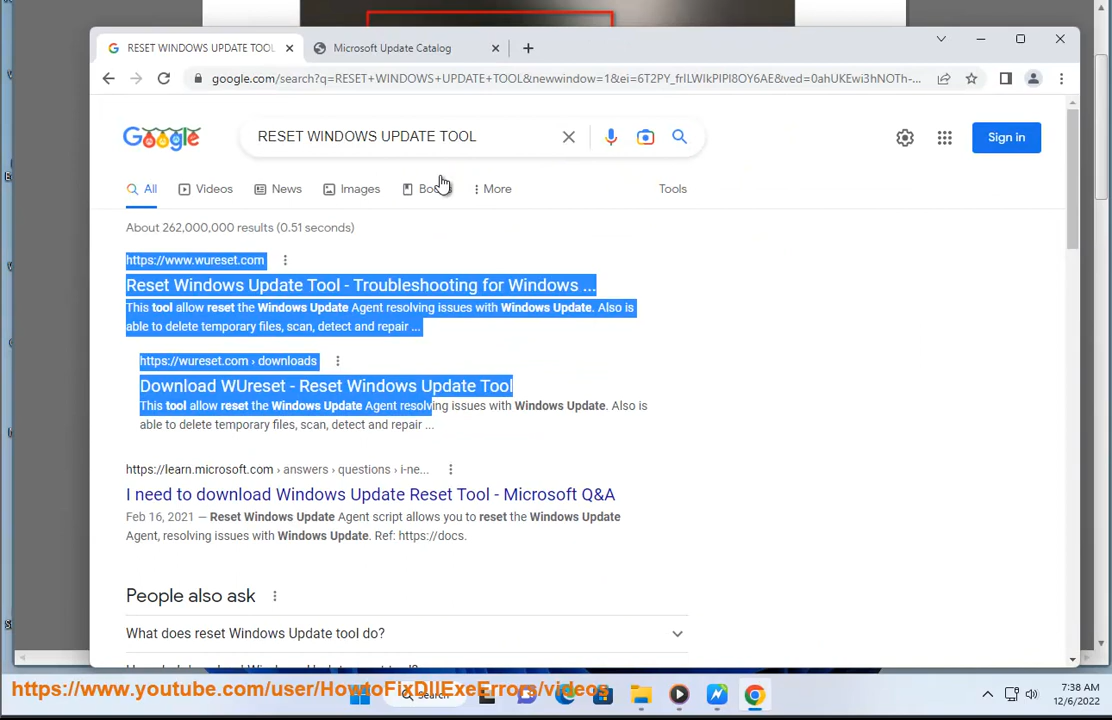 RESET WINDOWS UPDATE TOOL
Microsoft Update Catalog
google.com/search?q=RESET+WINDOWS+UPDATE+TOOL&newwindow=1&ei=6T2PY_frILWIkPIPl8OY6AE&ved=0ahUKEwi3hNOTh-...
Google
RESET WINDOWS UPDATE TOOL
Sign in
All
Videos
News
Images
More
Tools
About 262,000,000 results (0.51 seconds)
https://www.wureset.com
Reset Windows Update Tool - Troubleshooting for Windows ...
This tool allow reset the Windows Update Agent resolving issues with Windows Update. Also is
able to delete temporary files, scan, detect and repair ...
https://wureset.com › downloads
Download WUreset - Reset Windows Update Tool
This tool allow reset the Windows Update Agent resolving issues with Windows Update. Also is
able to delete temporary files, scan, detect and repair ...
https://learn.microsoft.com › answers › questions › i-ne...
I need to download Windows Update Reset Tool - Microsoft Q&A
Feb 16, 2021 — Reset Windows Update Agent script allows you to reset the Windows Update
Agent, resolving issues with Windows Update. Ref: https://docs.
People also ask
What does reset Windows Update tool do?
https://www.youtube.com/user/HowtoFixDllExeErrors/videos
Search
7:38 AM
12/6/2022